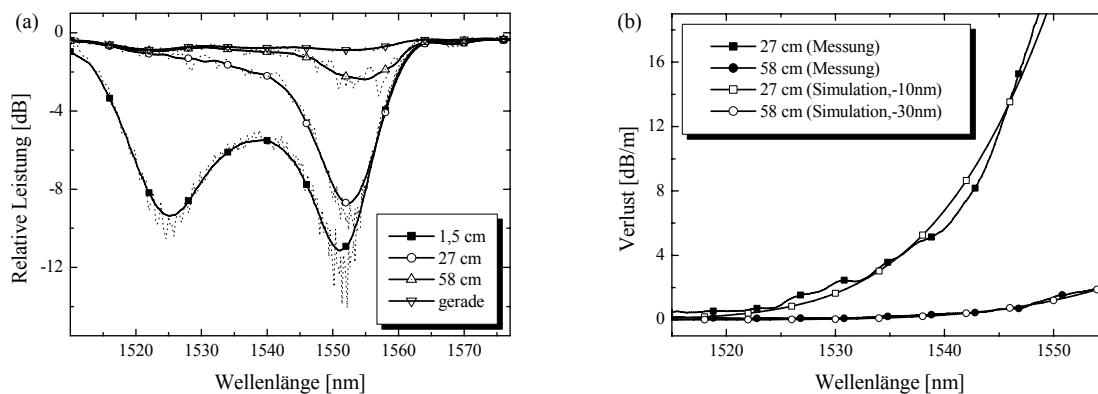 (a)
Relative Leistung [dB]
0
-4
-8
-12
1520 1530 1540 1550 1560 1570
Wellenlänge [nm]
1,5 cm
27 cm
58 cm
gerade
(b)
Verlust [dB/m]
16
12
8
4
0
1520 1530 1540 1550
Wellenlänge [nm]
27 cm (Messung)
58 cm (Messung)
27 cm (Simulation,-10nm)
58 cm (Simulation,-30nm)